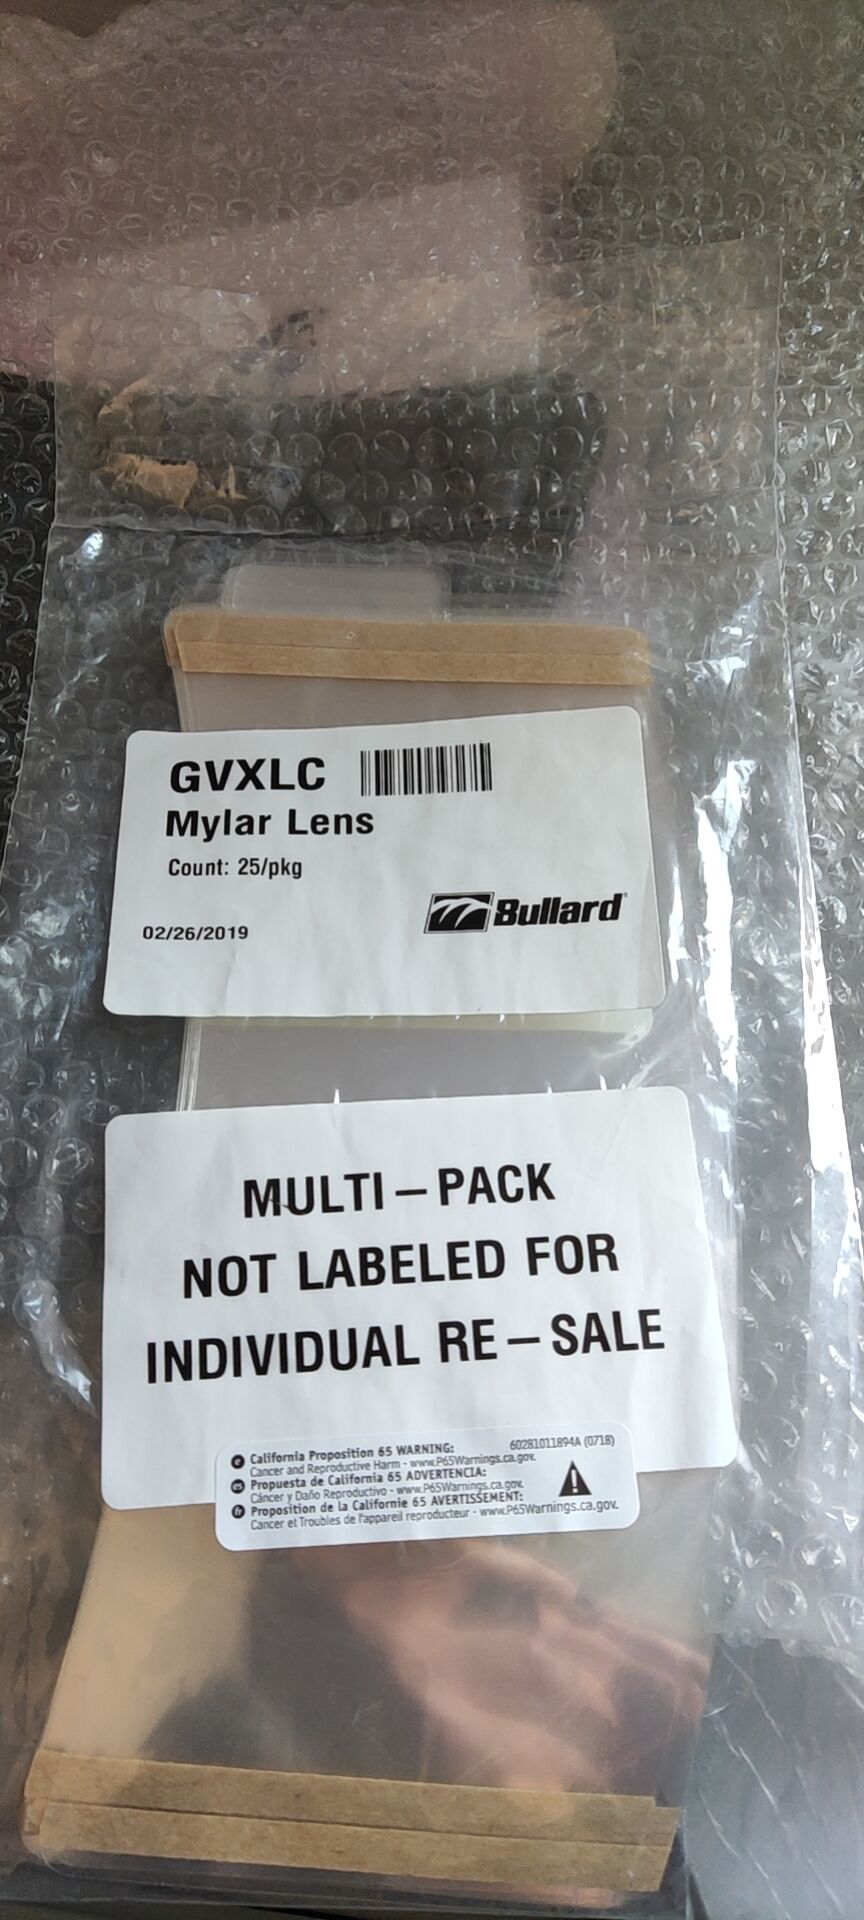 GVXLC
Mylar Lens
Count: 25/pkg
02/26/2019
Bullard
MULTI – PACK
NOT LABELED FOR
INDIVIDUAL RE – SALE
e California Proposition 65 WARNING: 60281011894A (0718)
Cancer and Reproductive Harm - www.P65Warnings.ca.gov.
es Propuesta de California 65 ADVERTENCIA:
Cáncer y Daño Reproductivo - www.P65Warnings.ca.gov.
fr Proposition de la Californie 65 AVERTISSEMENT:
Cancer et Troubles de l'appareil reproducteur - www.P65Warnings.ca.gov.